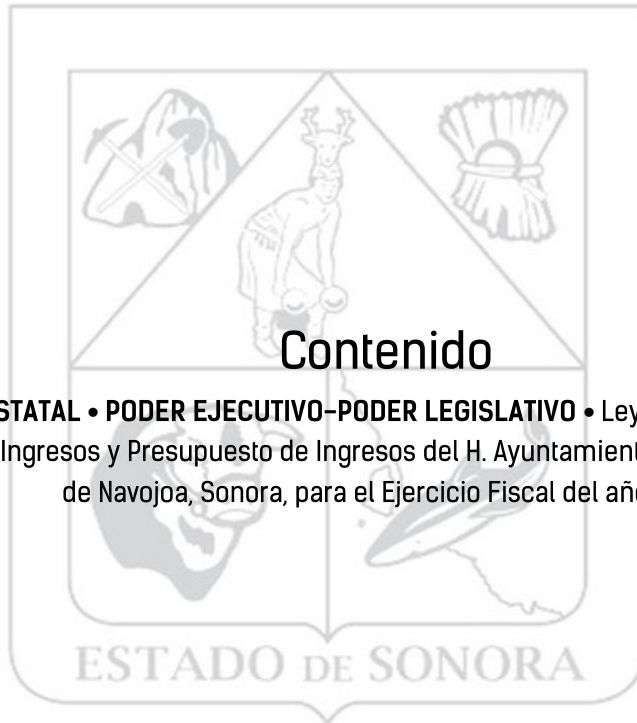 Contenido
STATAL • PODER EJECUTIVO-PODER LEGISLATIVO • Ley
Ingresos y Presupuesto de Ingresos del H. Ayuntamient
de Navojoa, Sonora, para el Ejercicio Fiscal del añ
ESTADO DE SONORA